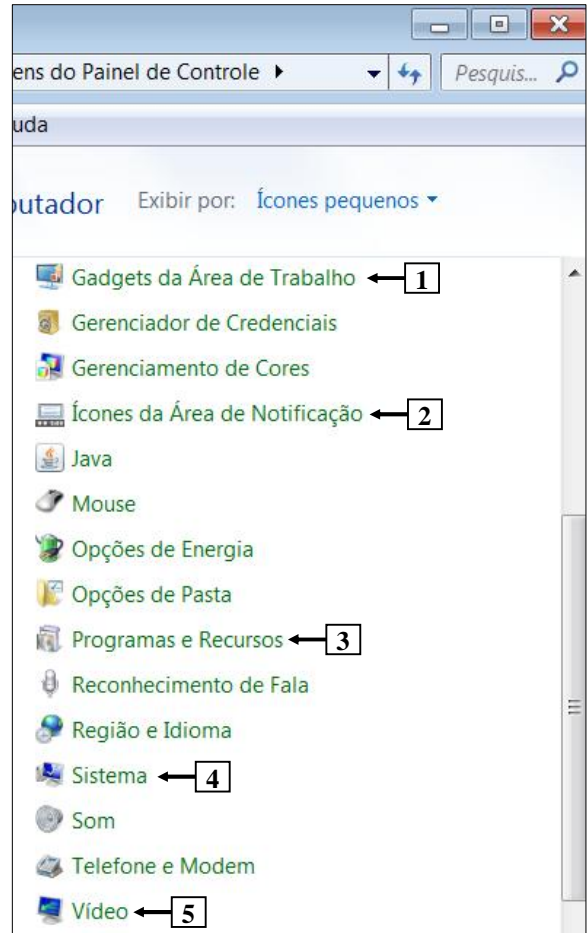 ens do Painel de Controle
Pesquis...
uda
utador Exibir por: Ícones pequenos
Gadgets da Área de Trabalho 1
Gerenciador de Credenciais
Gerenciamento de Cores
Ícones da Área de Notificação 2
Java
Mouse
Opções de Energia
Opções de Pasta
Programas e Recursos 3
Reconhecimento de Fala
Região e Idioma
Sistema 4
Som
Telefone e Modem
Vídeo 5